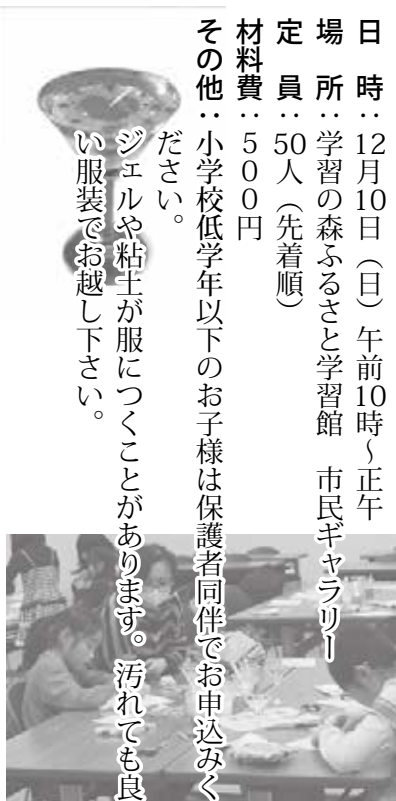 日　時：12月10日（日）午前10時～正午
場　所：学習の森ふるさと学習館　市民ギャラリー
定　員：50人（先着順）
材料費：５００円
その他：小学校低学年以下のお子様は保護者同伴でお申込みく
ださい。
ジェルや粘土が服につくことがあります。汚れても良
い服装でお越し下さい。